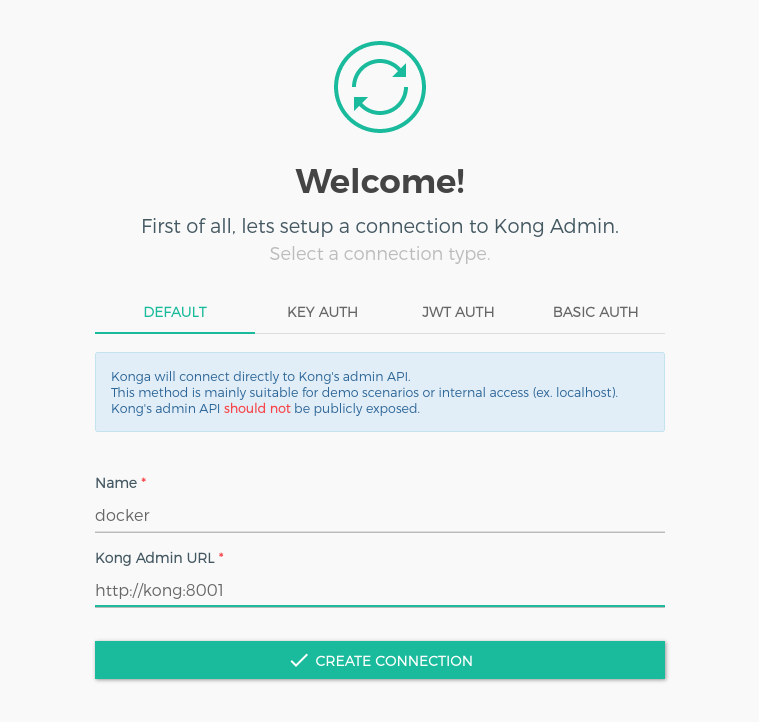 Welcome!
First of all, lets setup a connection to Kong Admin.
Select a connection type.
DEFAULT KEY AUTH JWT AUTH BASIC AUTH
Konga will connect directly to Kong's admin API.
This method is mainly suitable for demo scenarios or internal access (ex. localhost).
Kong's admin API should not be publicly exposed.
Name *
docker
Kong Admin URL *
http://kong:8001
CREATE CONNECTION